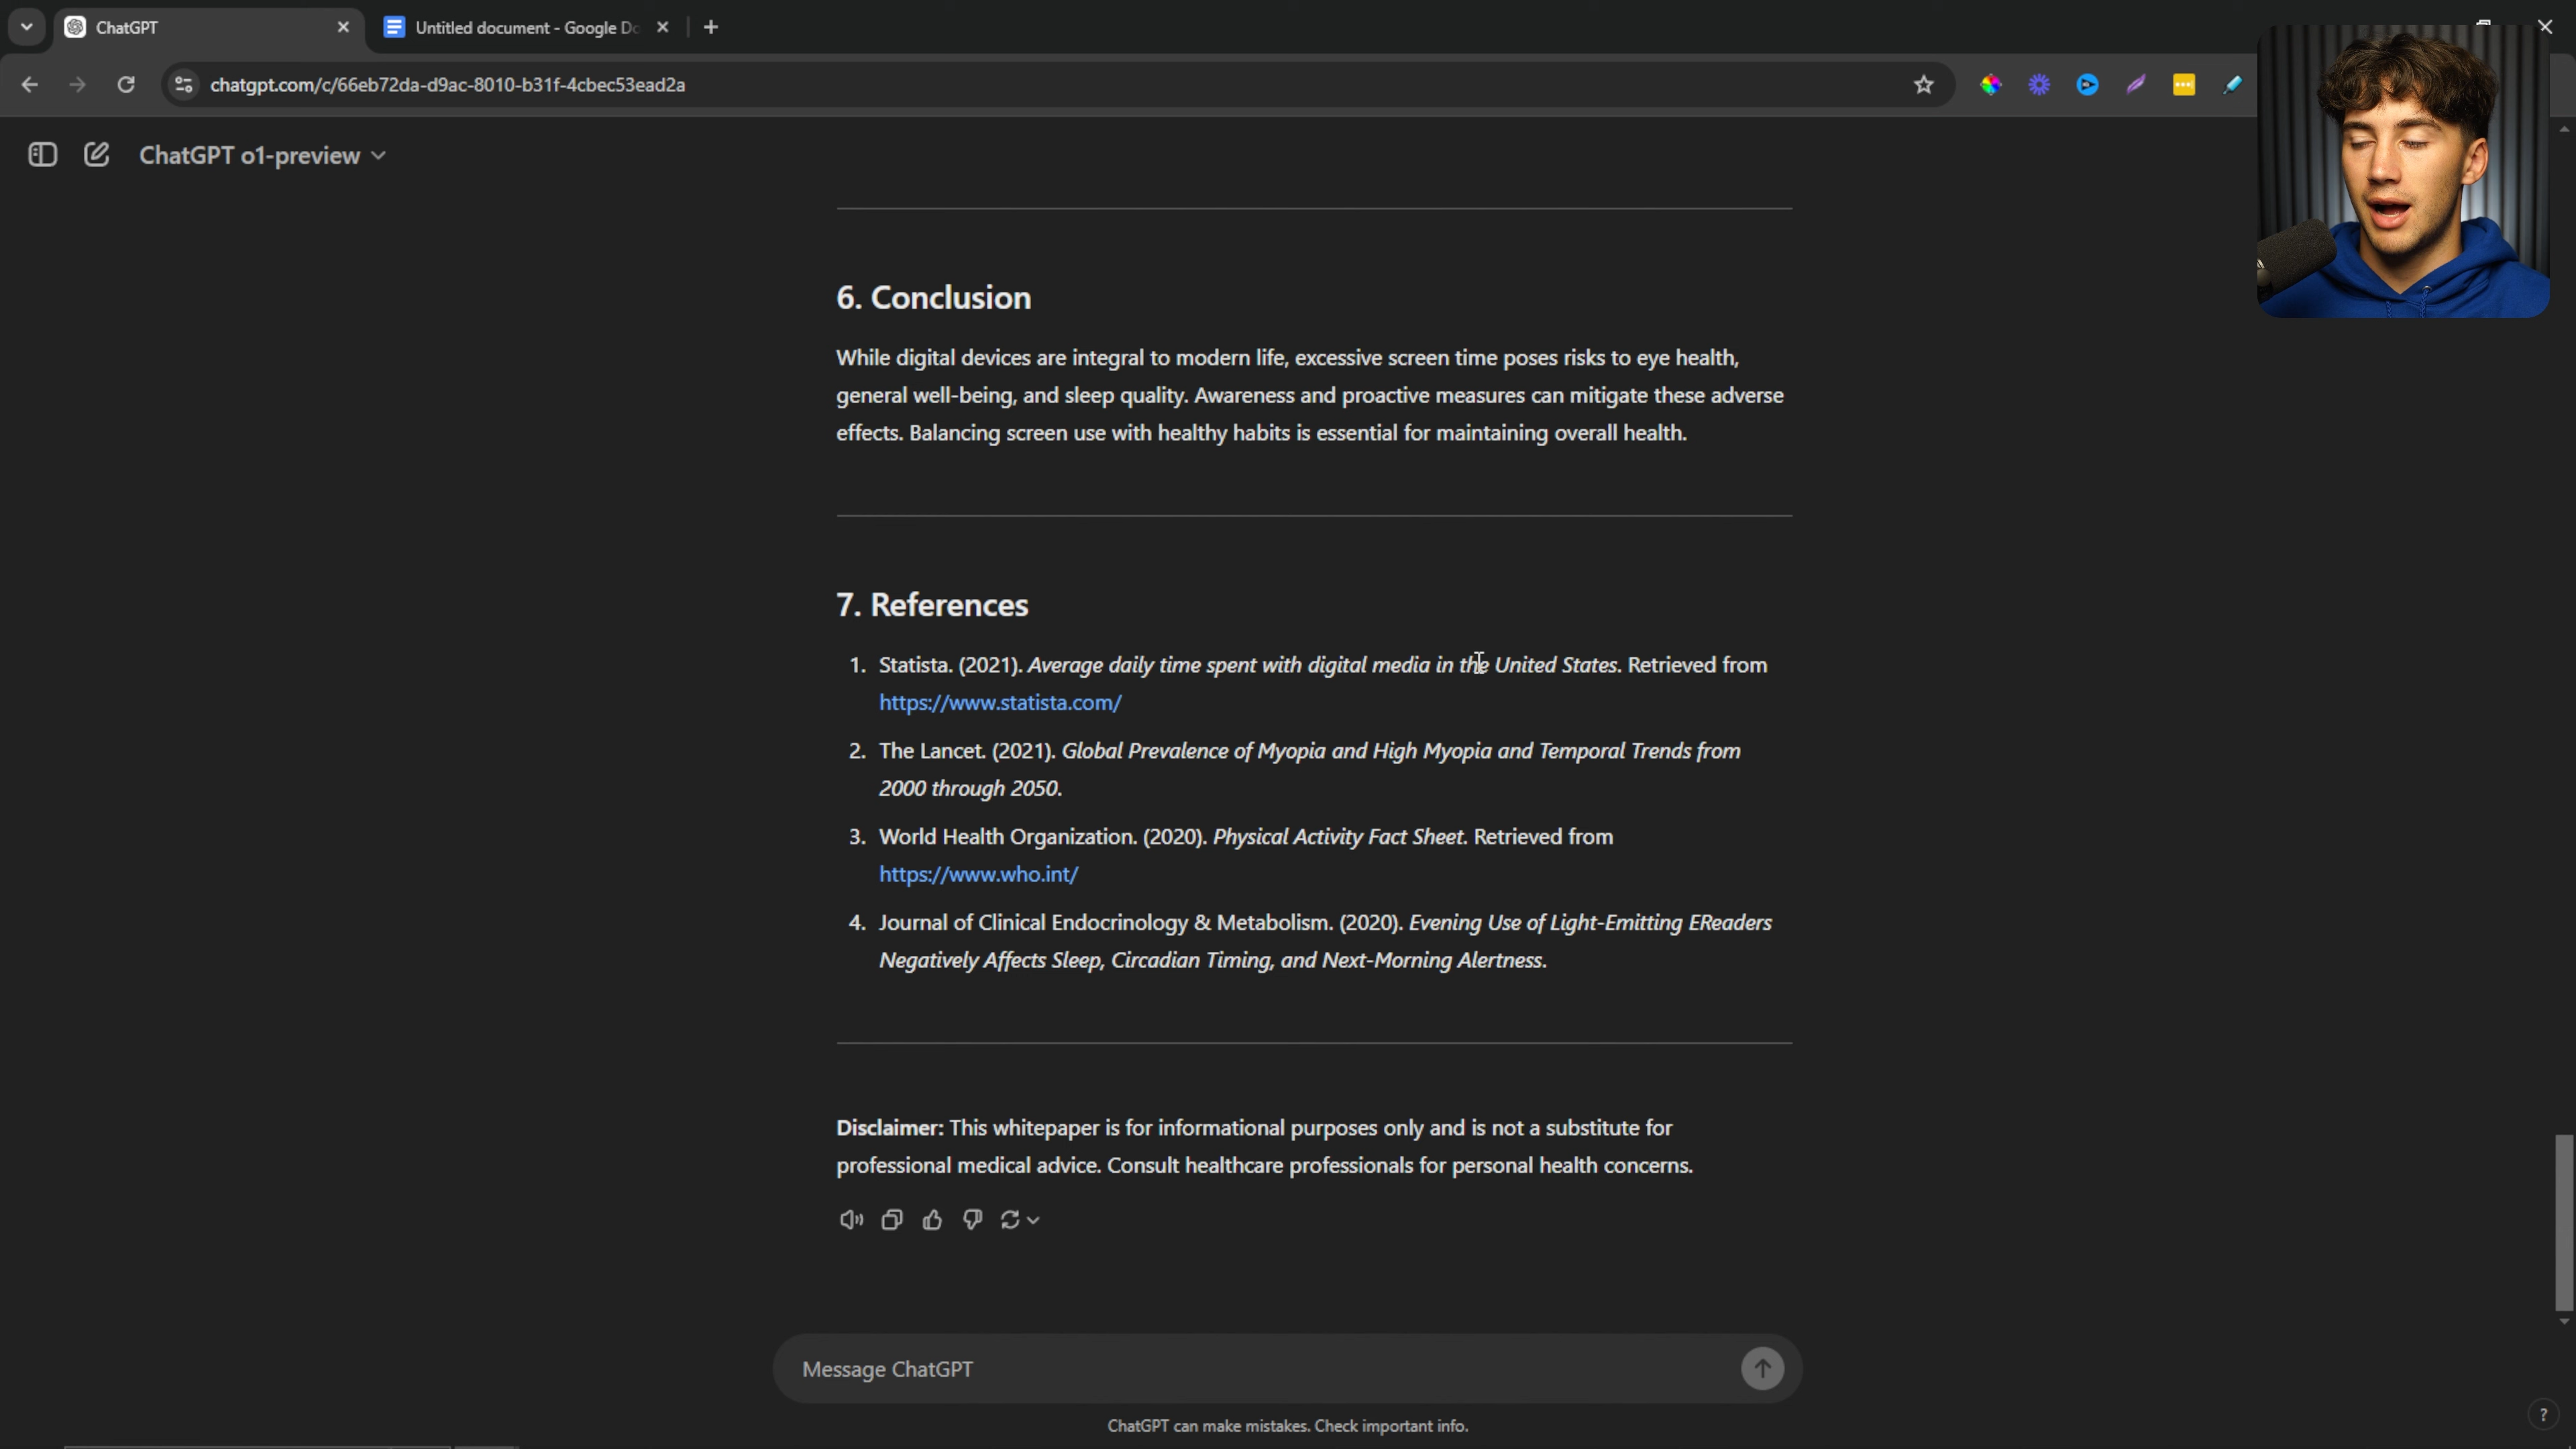 ChatGPT
Untitled document - Google Do
chatgpt.com/c/66eb72da-d9ac-8010-b31f-4cbec53ead2a
ChatGPT o1-preview
6. Conclusion
While digital devices are integral to modern life, excessive screen time poses risks to eye health,
general well-being, and sleep quality. Awareness and proactive measures can mitigate these adverse
effects. Balancing screen use with healthy habits is essential for maintaining overall health.
7. References
1. Statista. (2021). Average daily time spent with digital media in the United States. Retrieved from
https://www.statista.com/
2. The Lancet. (2021). Global Prevalence of Myopia and High Myopia and Temporal Trends from
2000 through 2050.
3. World Health Organization. (2020). Physical Activity Fact Sheet. Retrieved from
https://www.who.int/
4. Journal of Clinical Endocrinology & Metabolism. (2020). Evening Use of Light-Emitting EReaders
Negatively Affects Sleep, Circadian Timing, and Next-Morning Alertness.
Disclaimer: This whitepaper is for informational purposes only and is not a substitute for
professional medical advice. Consult healthcare professionals for personal health concerns.
Message ChatGPT
ChatGPT can make mistakes. Check important info.
?